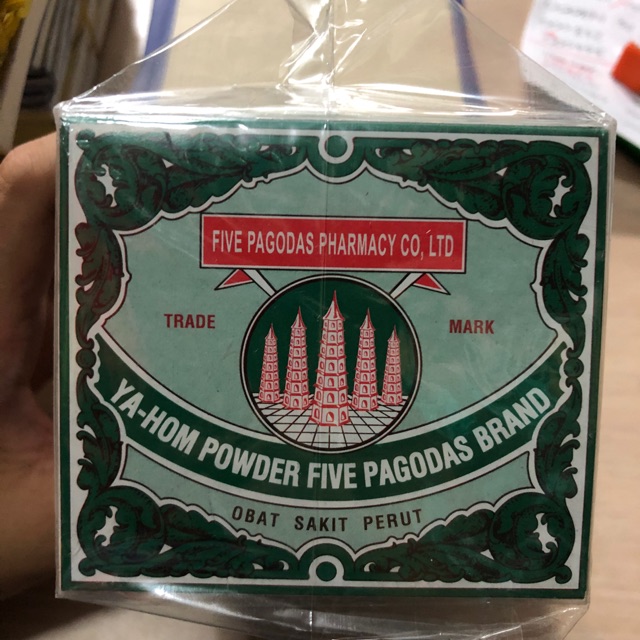 FIVE PAGODAS PHARMACY CO,´LTD
TRADE MARK
YA-HOM POWDER FIVE PAGODAS BRAND
OBAT SAKIT PERUT